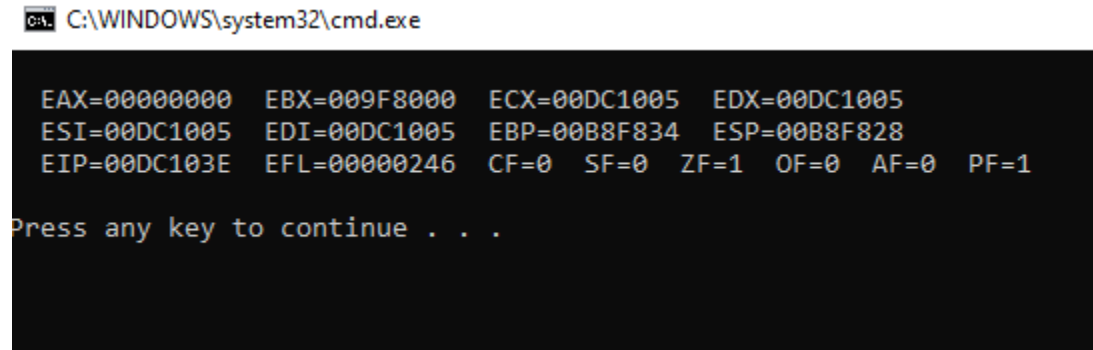 C:\WINDOWS\system32\cmd.exe
EAX=00000000  EBX=009F8000  ECX=00DC1005  EDX=00DC1005
ESI=00DC1005  EDI=00DC1005  EBP=00B8F834  ESP=00B8F828
EIP=00DC103E  EFL=00000246  CF=0  SF=0  ZF=1  OF=0  AF=0  PF=1
Press any key to continue . . .